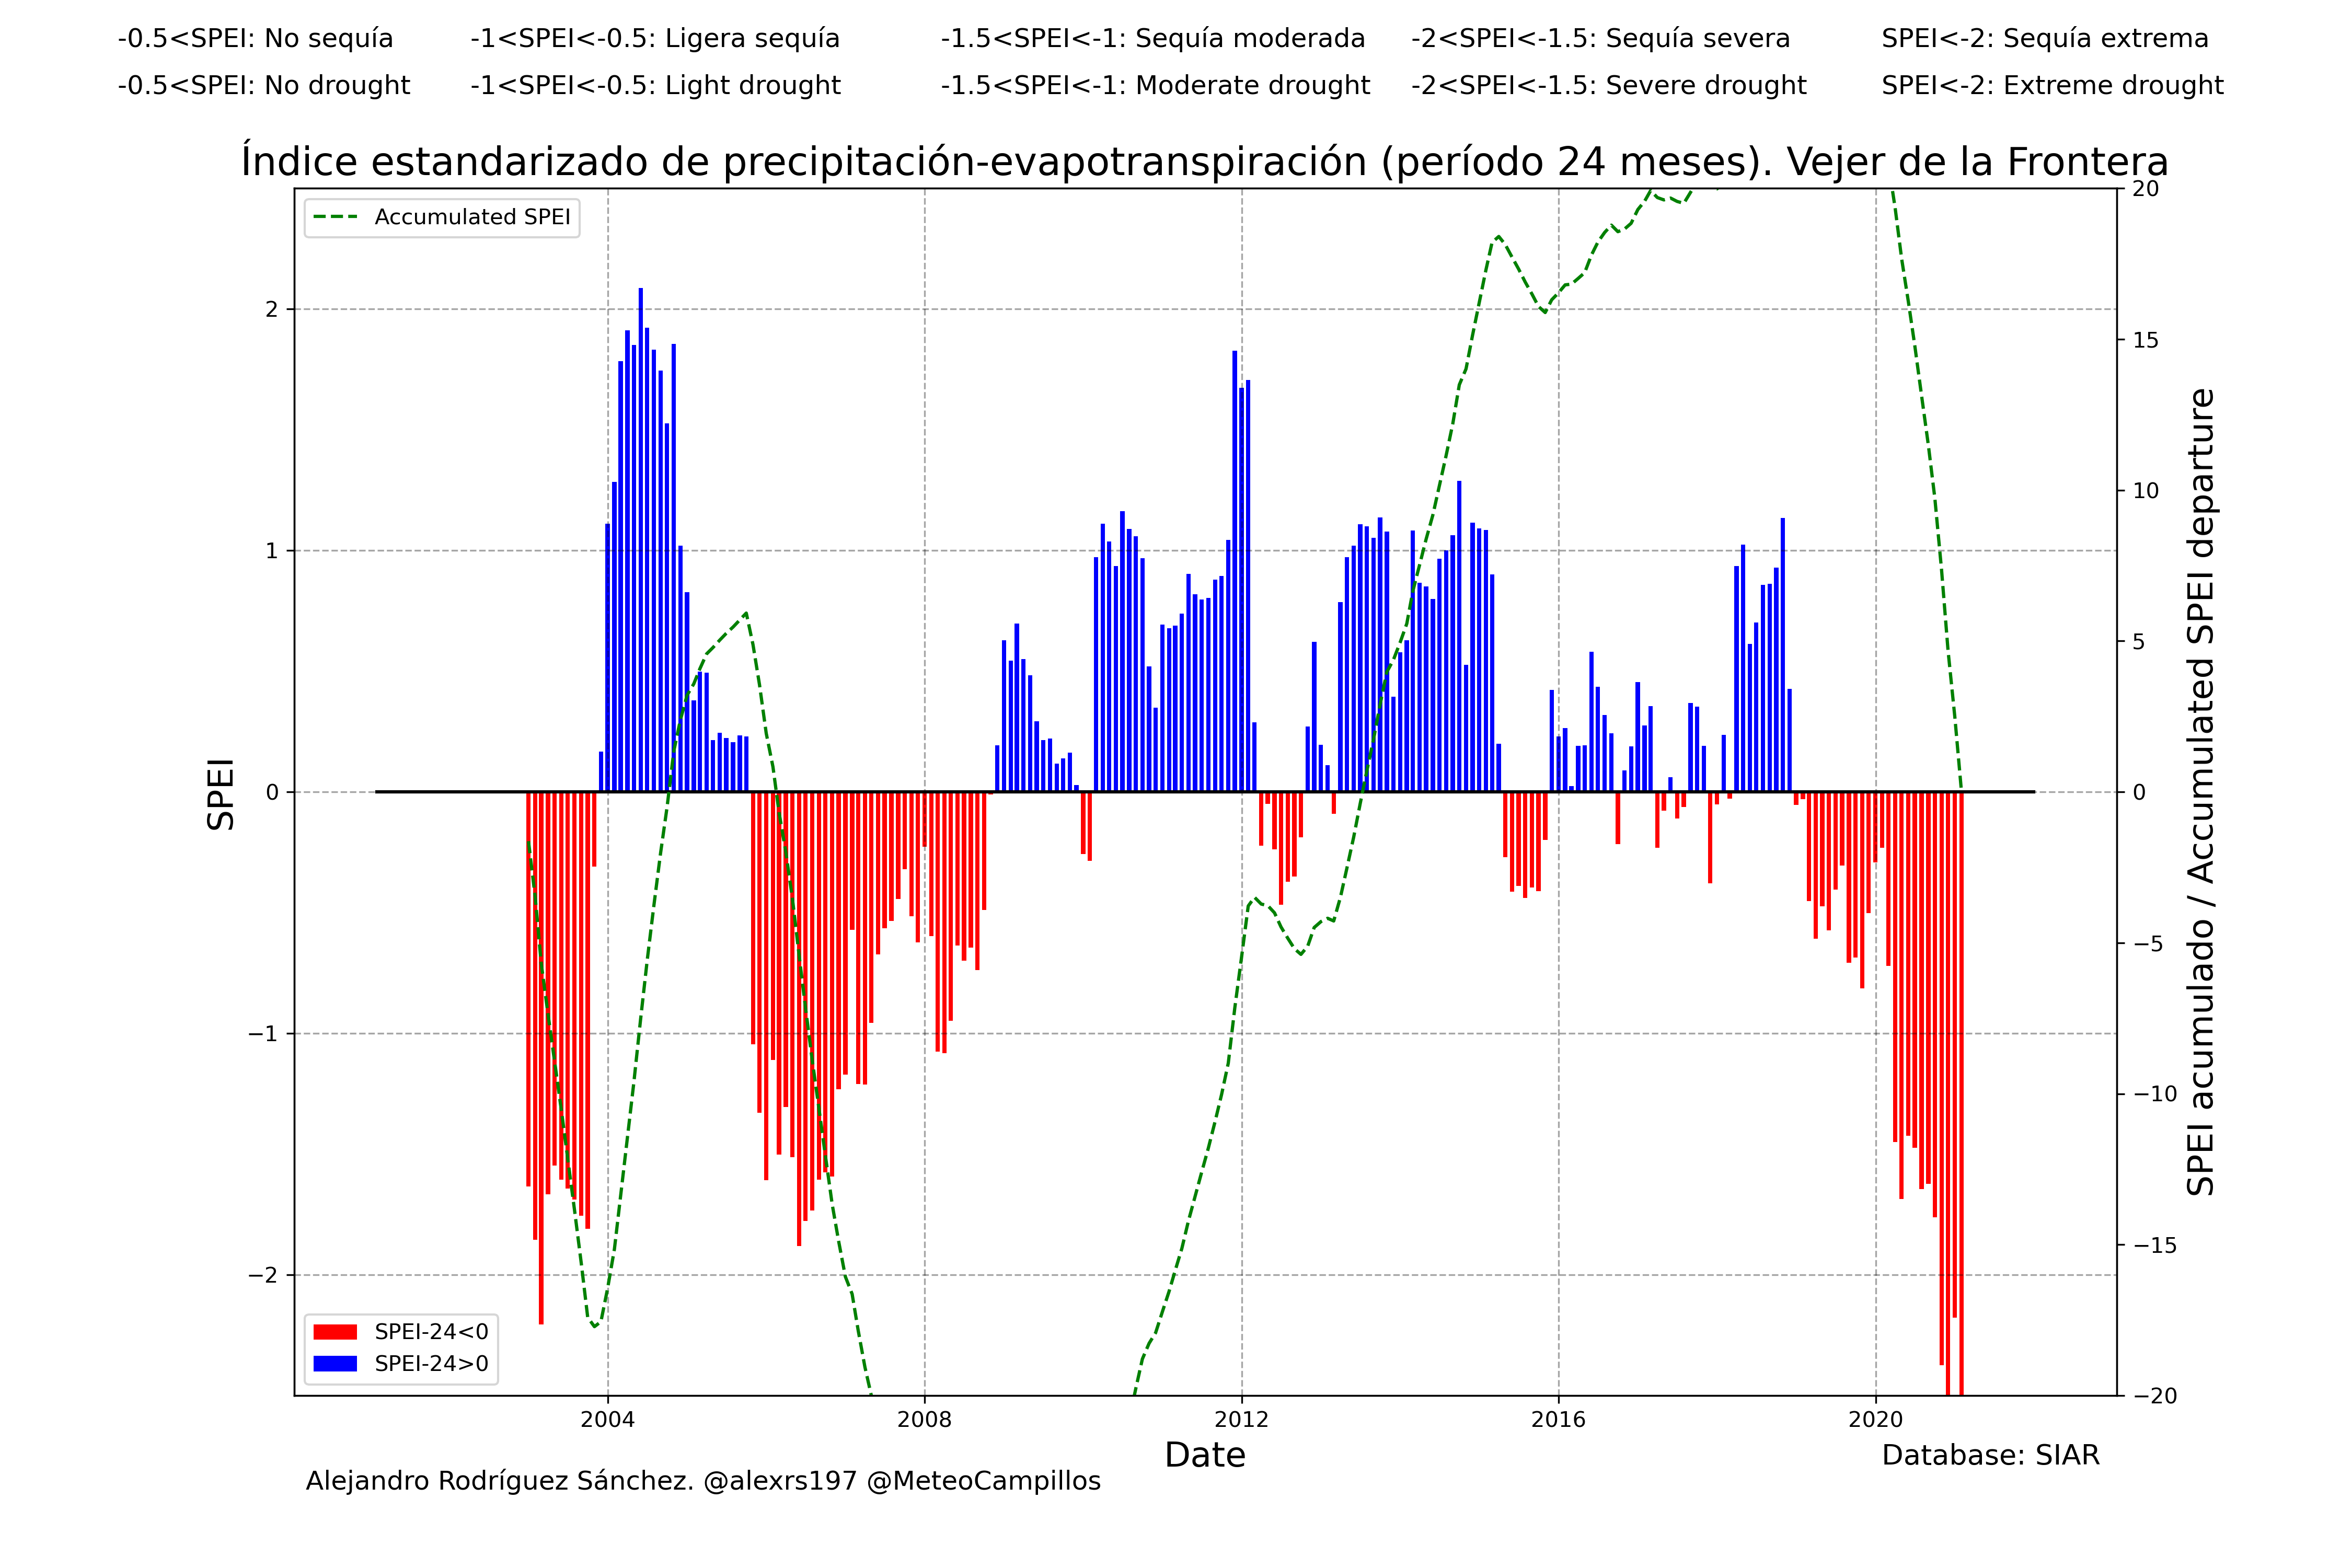 -0.5<SPEI: No sequía -1<SPEI<-0.5: Ligera sequía -1.5<SPEI<-1: Sequía moderada -2<SPEI<-1.5: Sequía severa SPEI<-2: Sequía extrema
-0.5<SPEI: No drought -1<SPEI<-0.5: Light drought -1.5<SPEI<-1: Moderate drought -2<SPEI<-1.5: Severe drought SPEI<-2: Extreme drought
Índice estandarizado de precipitación-evapotranspiración (período 24 meses). Vejer de la Frontera
Accumulated SPEI
SPEI
2
1
0
−1
−2
SPEI-24<0
SPEI-24>0
20
15
10
5
0
−5
−10
−15
−20
SPEI acumulado / Accumulated SPEI departure
2004 2008 2012 2016 2020
Date
Database: SIAR
Alejandro Rodríguez Sánchez. @alexrs197 @MeteoCampillos